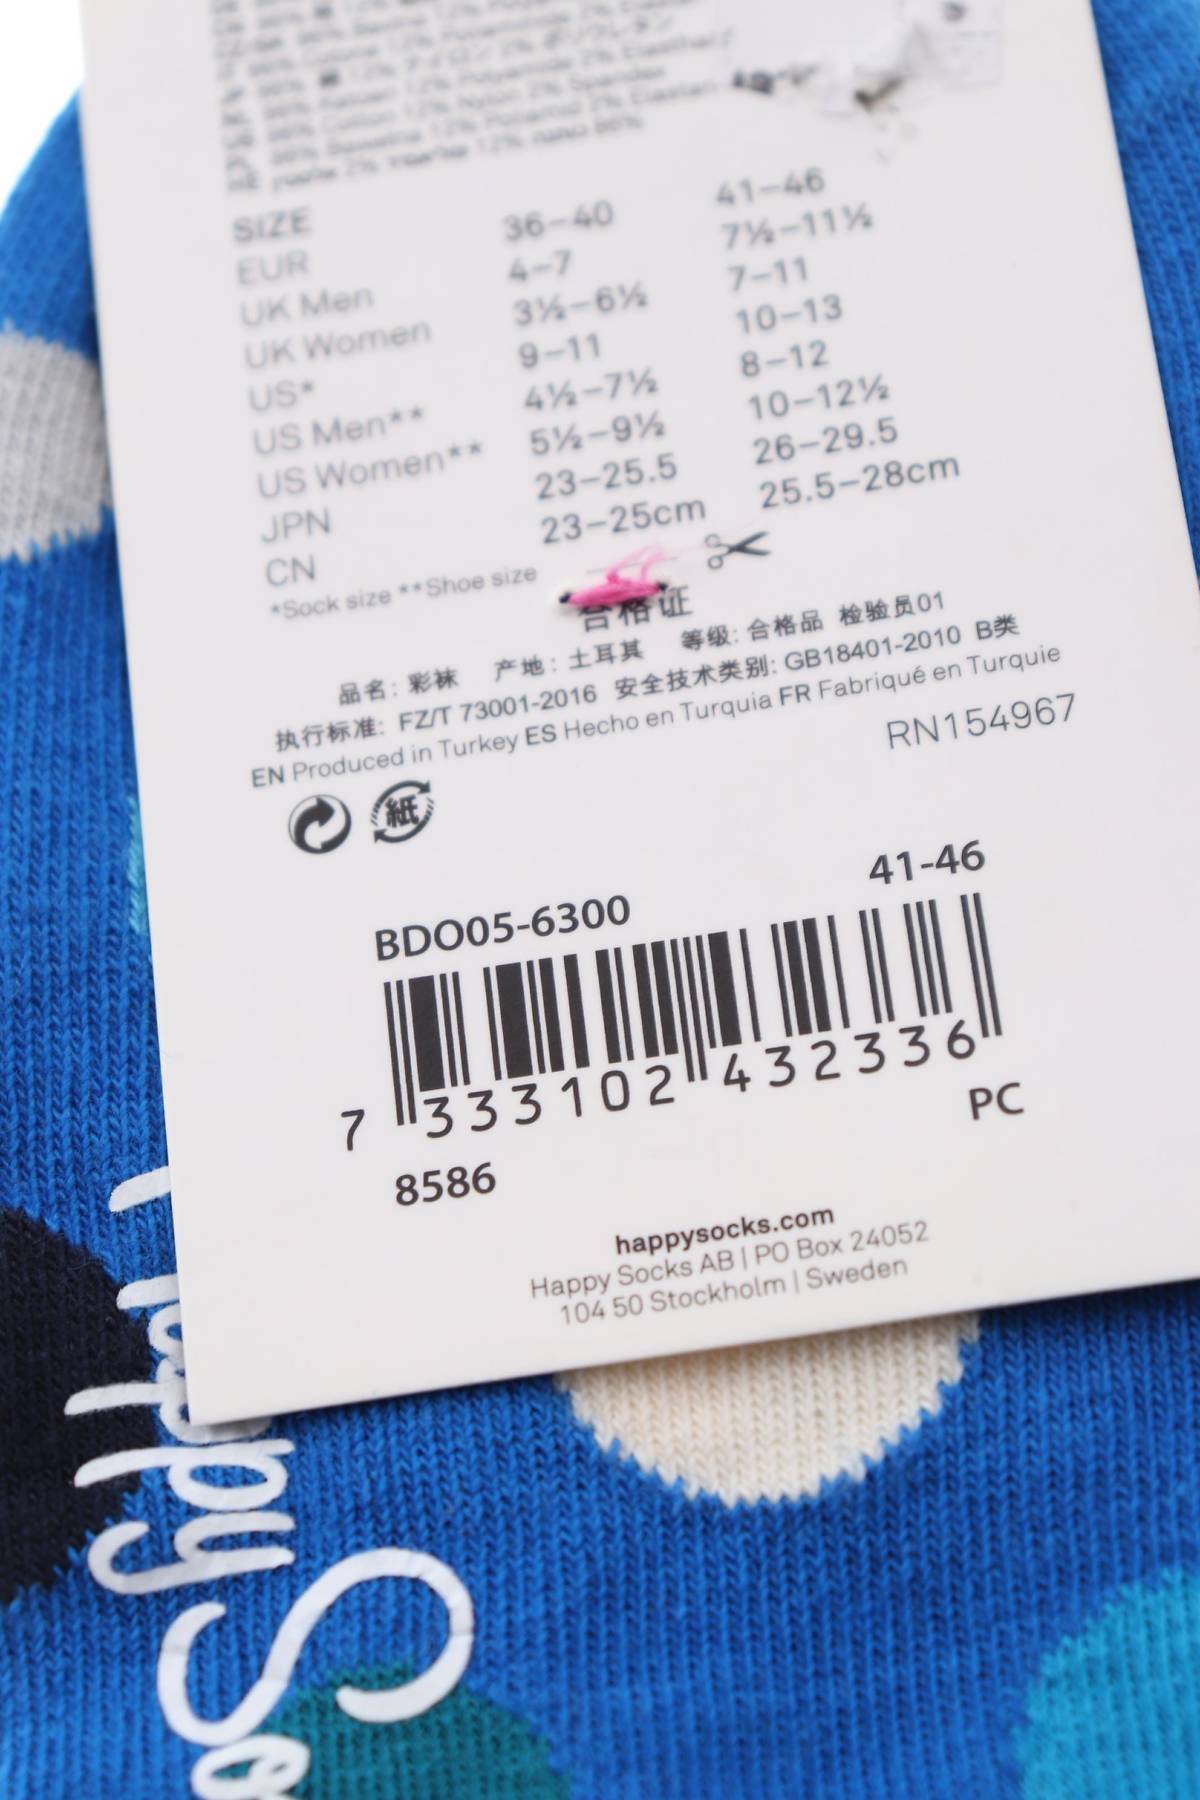 86% Cotton 12% Nylon 2% Spandex
SIZE 36–40 41–46
EUR 4–7 7½–11½
UK Men 3½–6½ 7–11
UK Women 9–11 10–13
US* 4½–7½ 8–12
US Men** 5½–9½ 10–12½
US Women** 23–25.5 26–29.5
JPN 23–25cm 25.5–28cm
CN
*Sock size **Shoe size
合格证
品名: 彩袜 产地: 土耳其 等级: 合格品 检验员01
执行标准: FZ/T 73001-2016 安全技术类别: GB18401-2010 B类
EN Produced in Turkey ES Hecho en Turquia FR Fabriqué en Turquie
RN154967
紙
41-46
BDO05-6300
7 333102 432336
PC
8586
happysocks.com
Happy Socks AB | PO Box 24052
104 50 Stockholm | Sweden